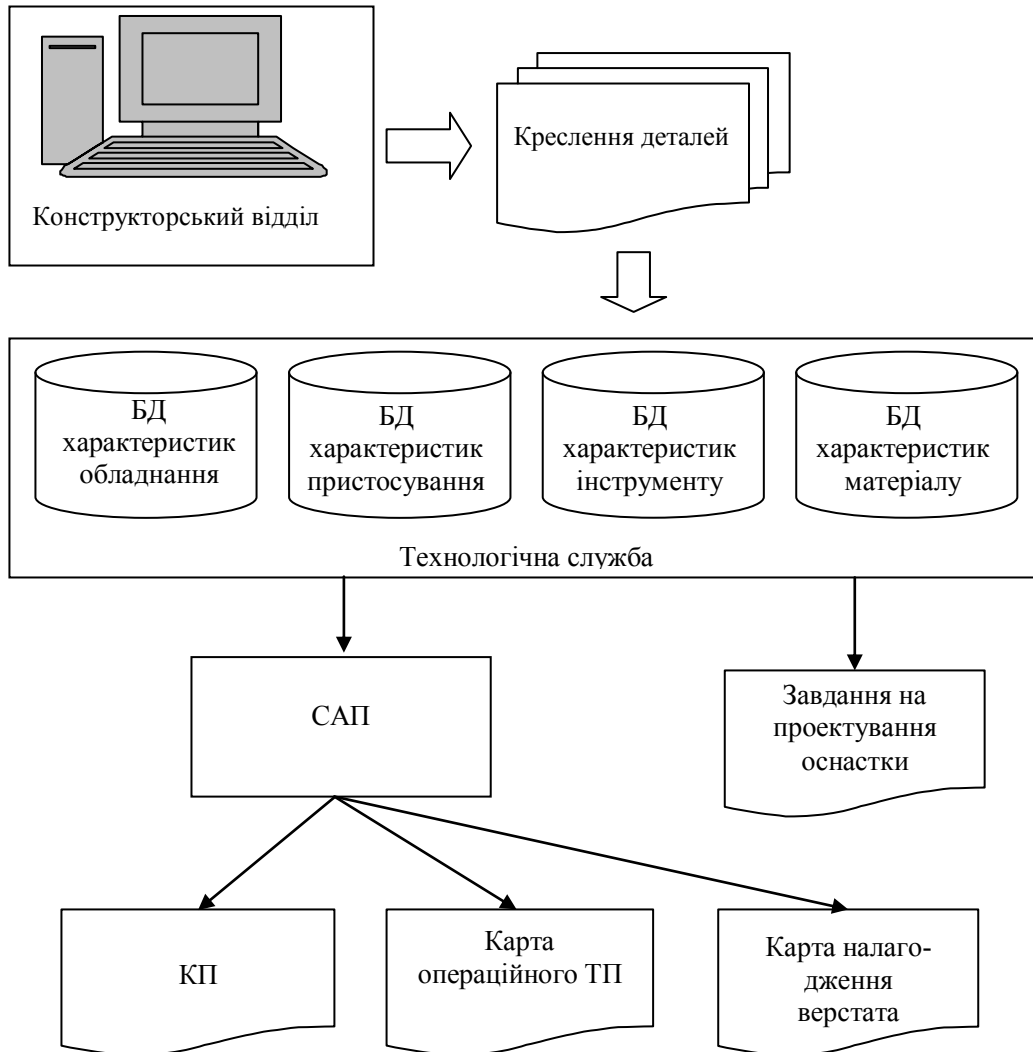 Креслення деталей
Конструкторський відділ
БД
характеристик
обладнання
БД
характеристик
пристосування
БД
характеристик
інструменту
БД
характеристик
матеріалу
Технологічна служба
САП
Завдання на
проектування
оснастки
КП
Карта
операційного ТП
Карта налаго-
дження
верстата